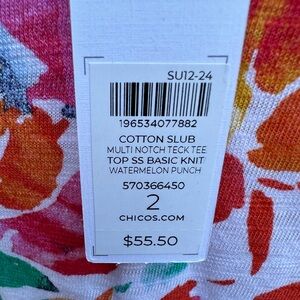 SU12-24
196534077882
COTTON SLUB
MULTI NOTCH TECK TEE
TOP SS BASIC KNIT
WATERMELON PUNCH
570366450
2
CHICOS.COM
$55.50